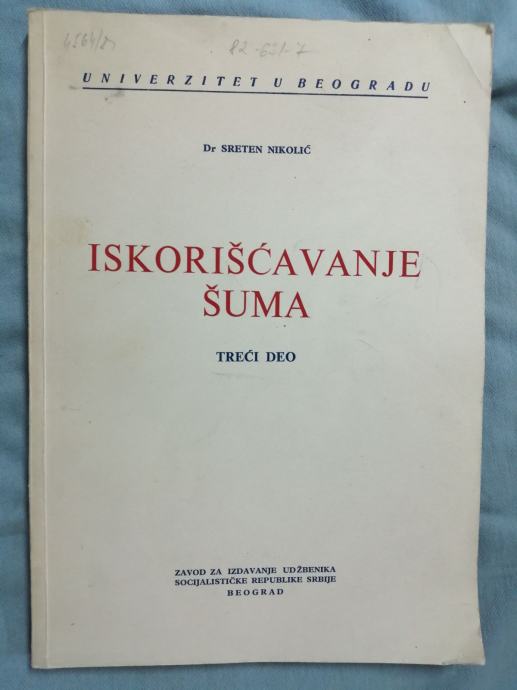 UNIVERZITET U BEOGRADU
Dr SRETEN NIKOLIĆ
ISKORIŠĆAVANJE
ŠUMA
TREĆI DEO
ZAVOD ZA IZDAVANJE UDŽBENIKA
SOCIJALISTIČKE REPUBLIKE SRBIJE
BEOGRAD